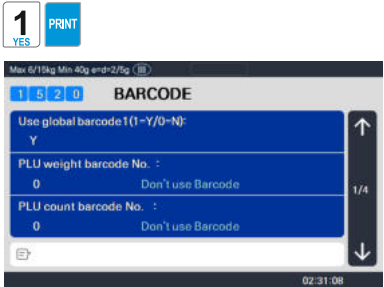 1
YES
PRINT
Max 6/15kg Min 40g e=d=2/5g (III)
1 5 2 0 BARCODE
Use global barcode1(1-Y/0-N):
Y
PLU weight barcode No. :
0 Don't use Barcode
1/4
PLU count barcode No. :
0 Don't use Barcode
02:31:08